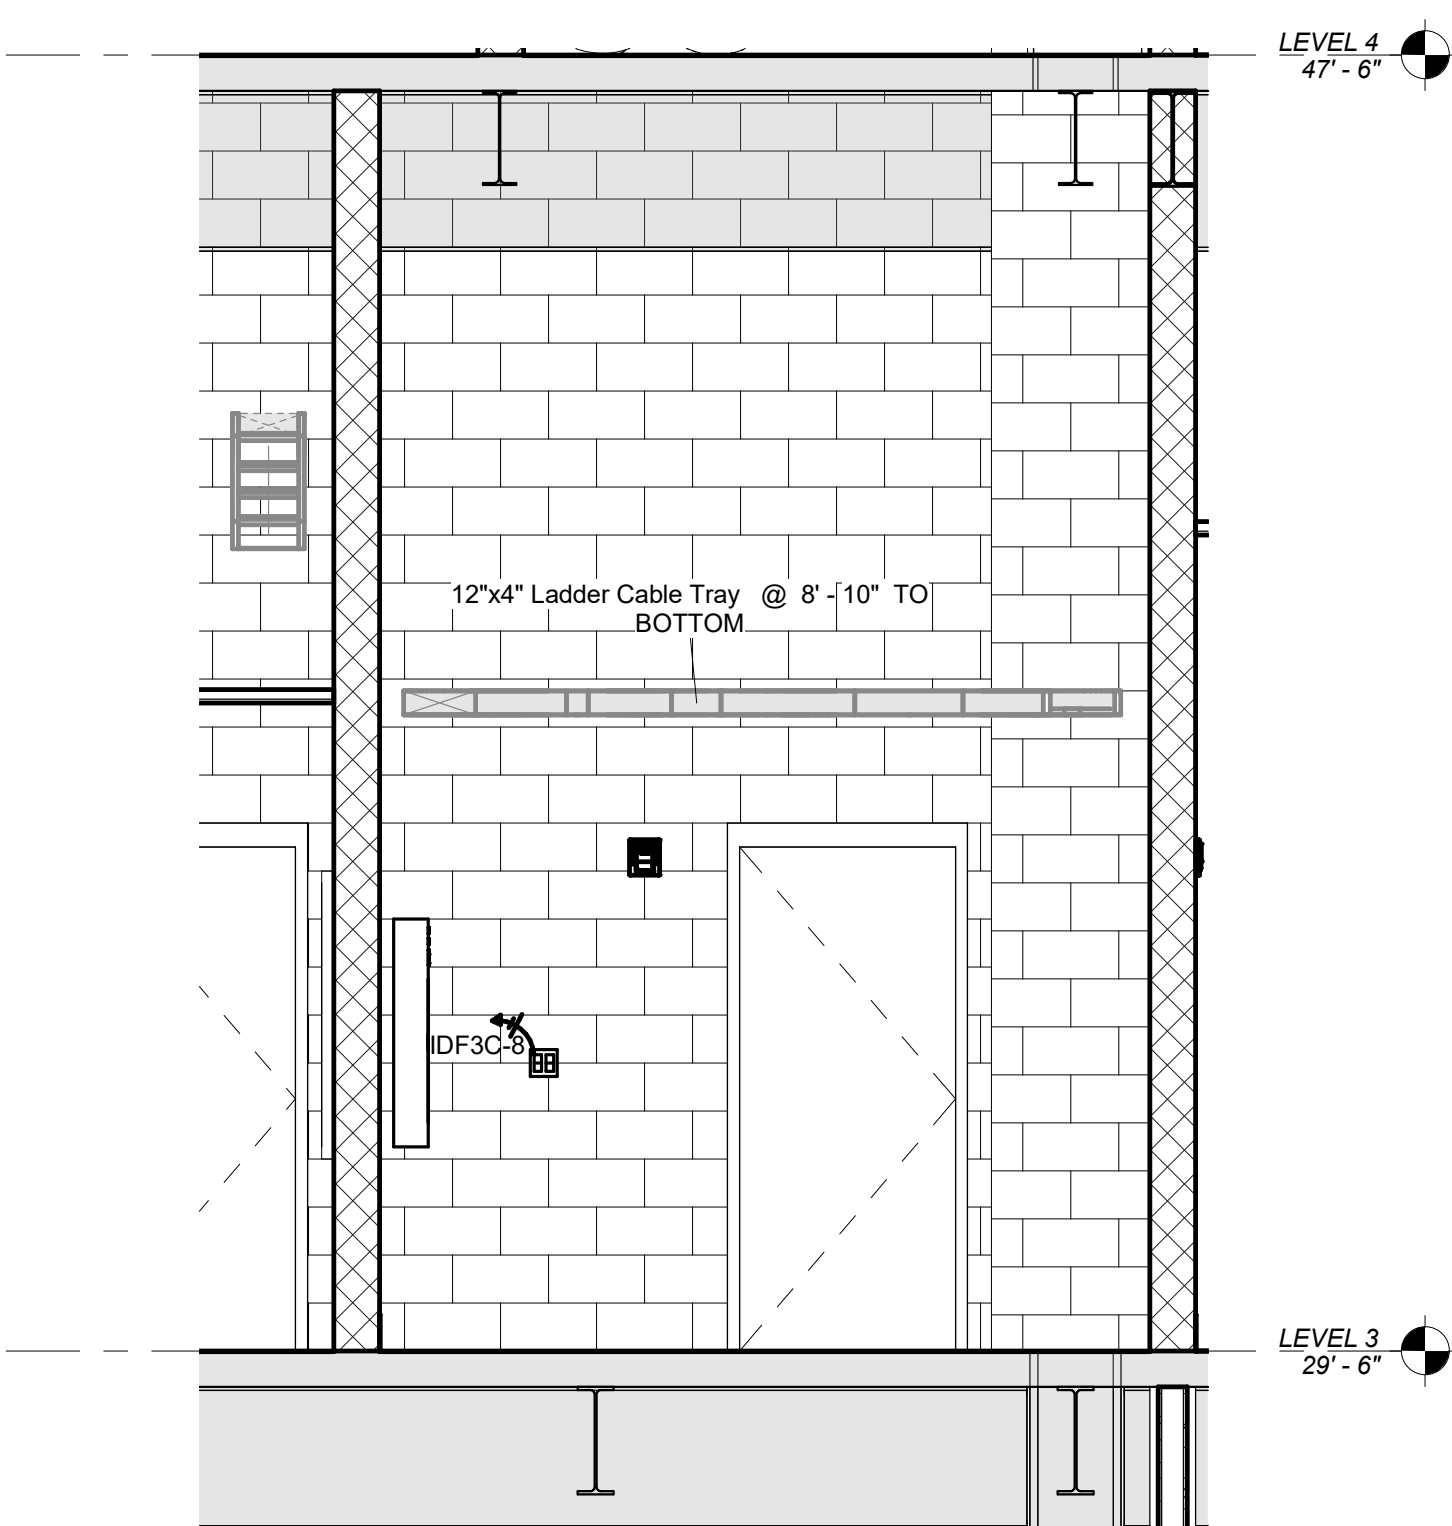 LEVEL 4
47' - 6"
12"x4" Ladder Cable Tray @ 8' - 10" TO
BOTTOM
IDF3C-8
LEVEL 3
29' - 6"